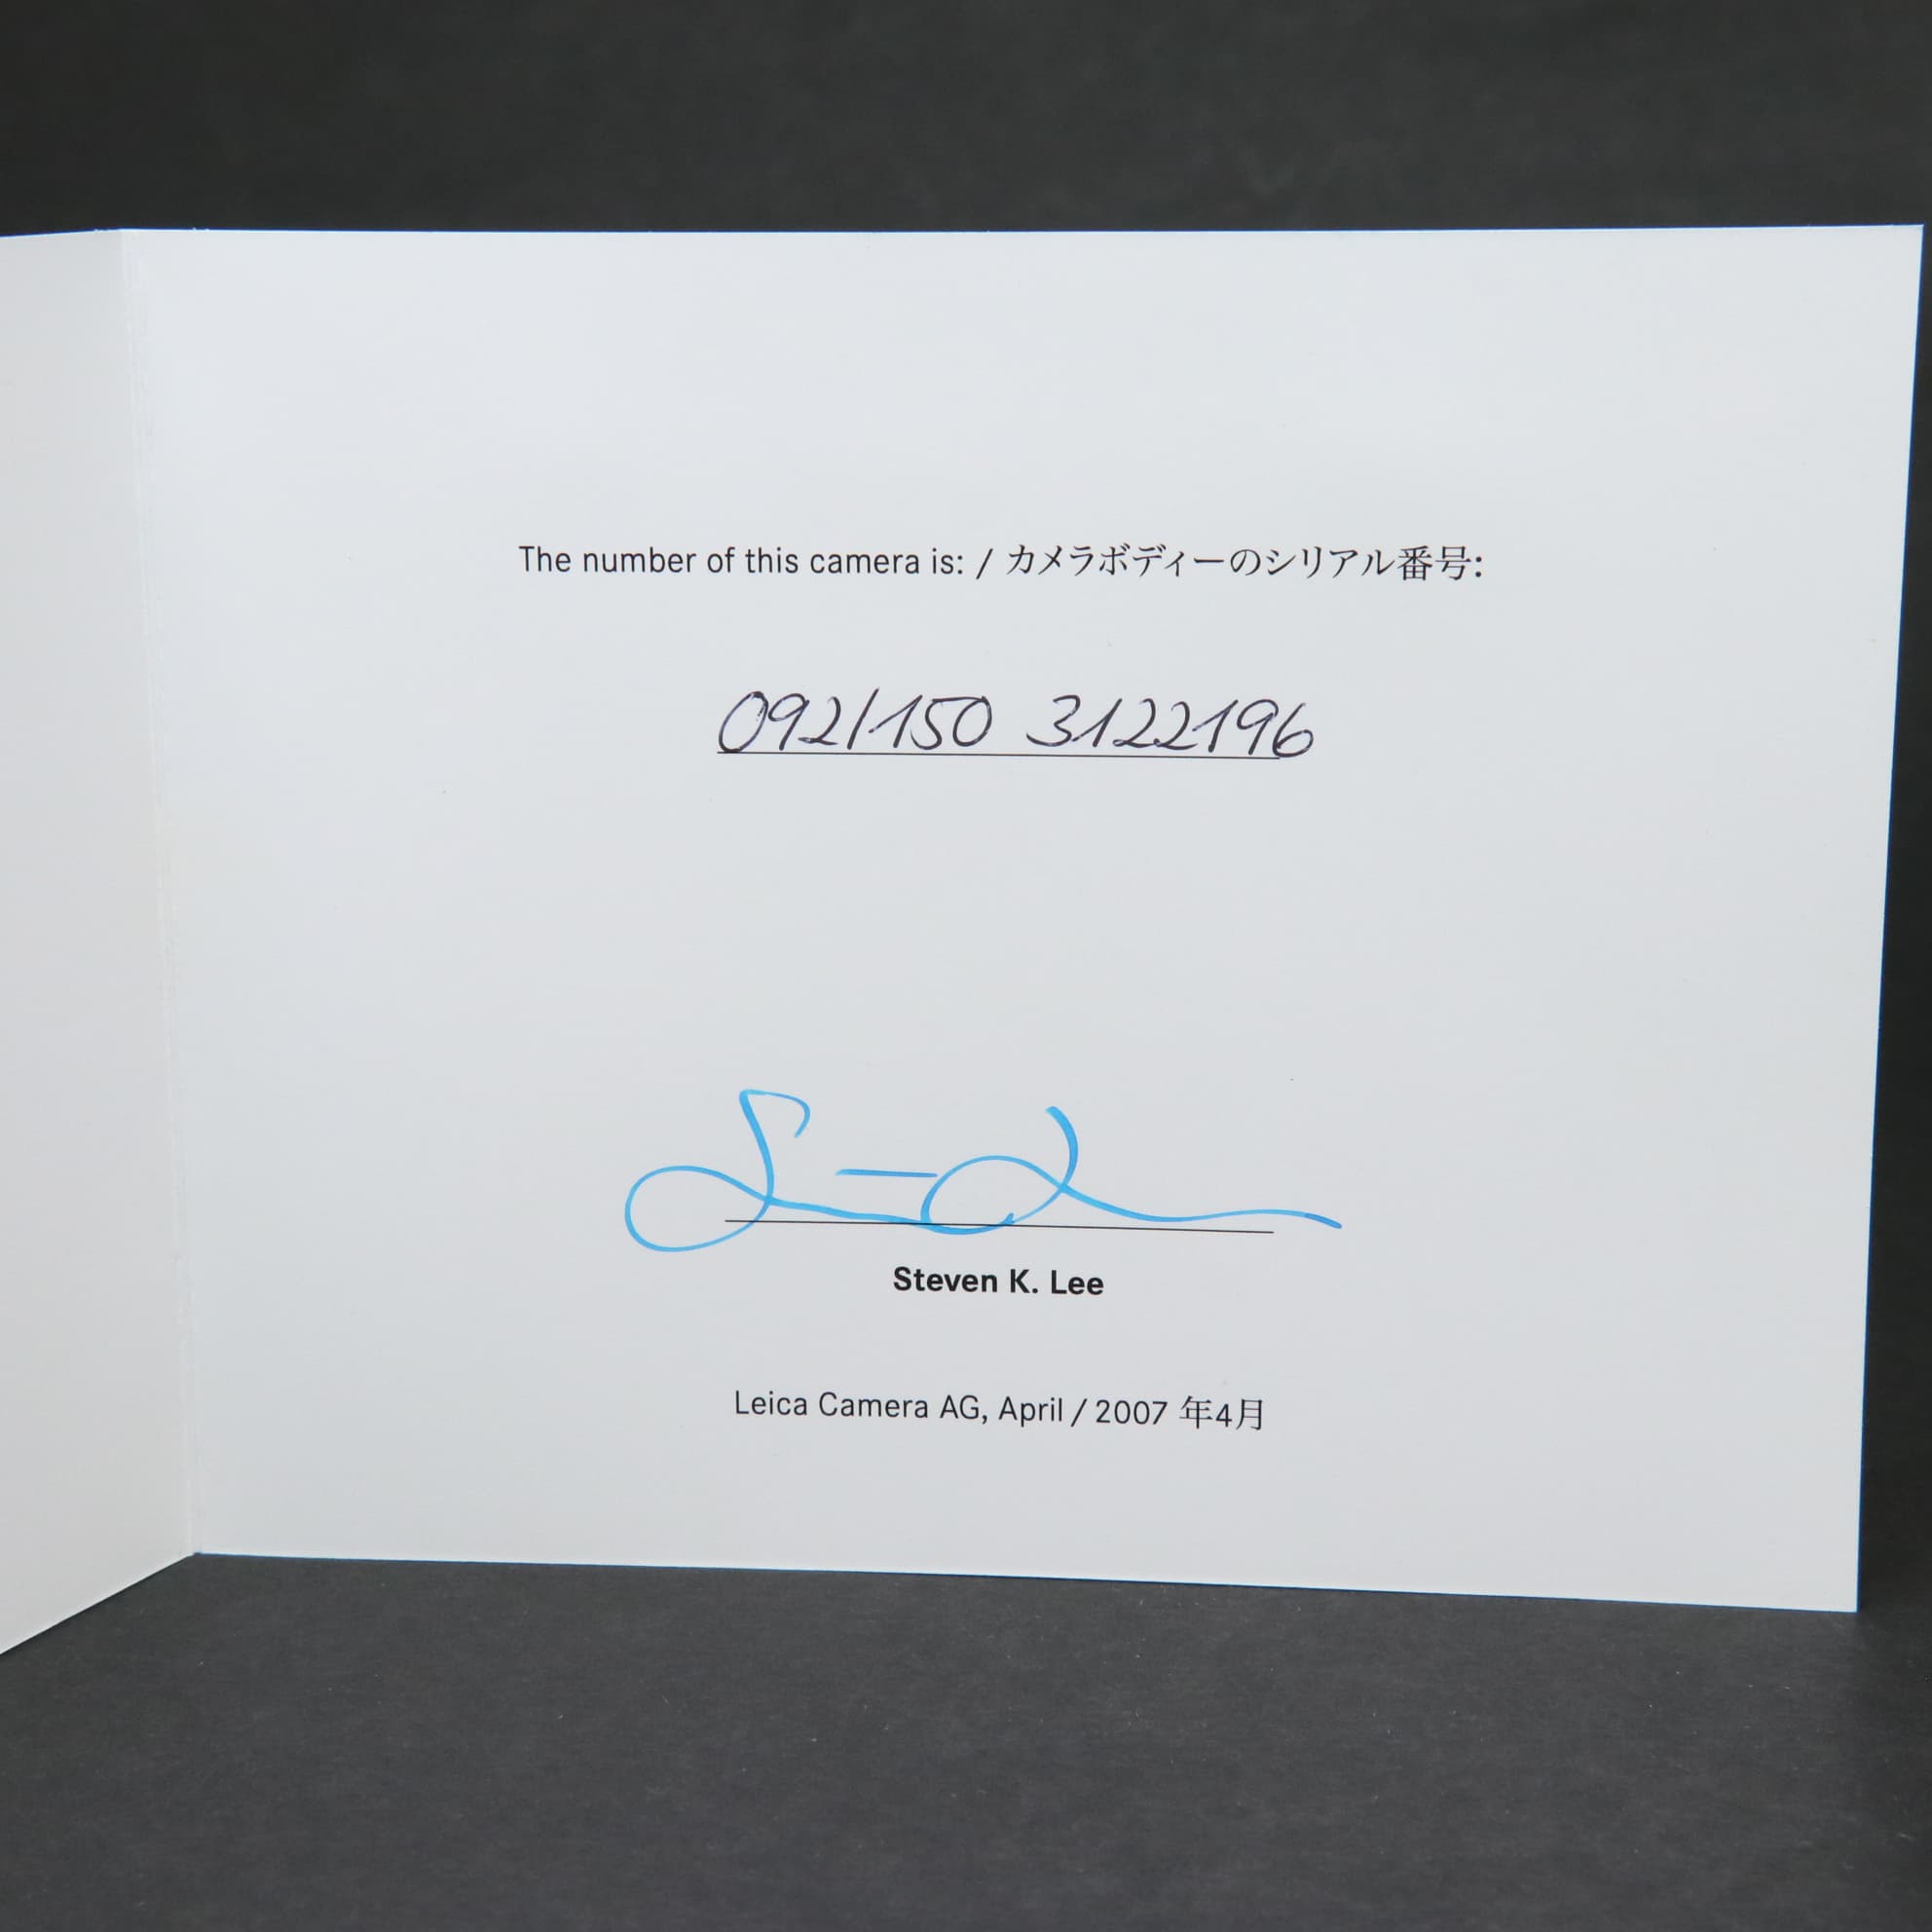 The number of this camera is: / カメラボディーのシリアル番号:
092/150 3122196
Steven K. Lee
Leica Camera AG, April / 2007 年4月